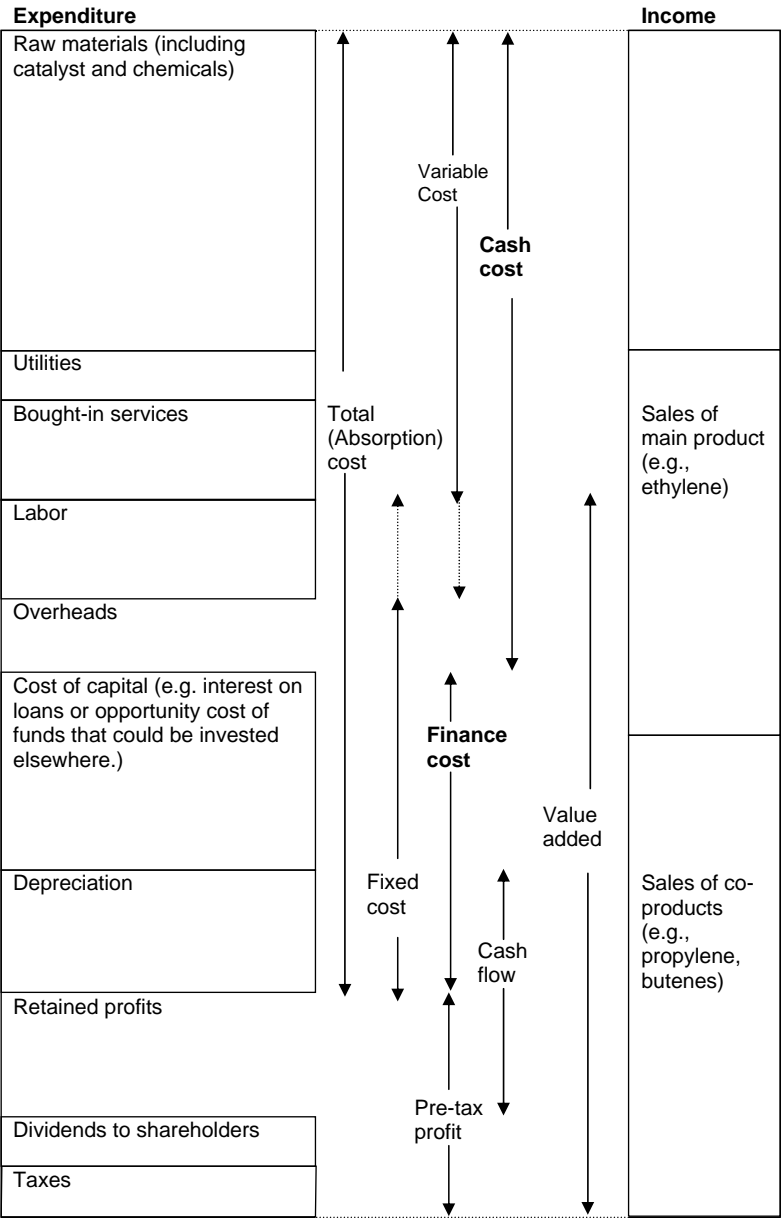 Expenditure
Income
Raw materials (including
catalyst and chemicals)
Variable
Cost
Cash
cost
Utilities
Bought-in services
Total
(Absorption)
cost
Sales of
main product
(e.g.,
ethylene)
Labor
Overheads
Cost of capital (e.g. interest on
loans or opportunity cost of
funds that could be invested
elsewhere.)
Finance
cost
Value
added
Depreciation
Fixed
cost
Cash
flow
Sales of co-
products
(e.g.,
propylene,
butenes)
Retained profits
Pre-tax
profit
Dividends to shareholders
Taxes